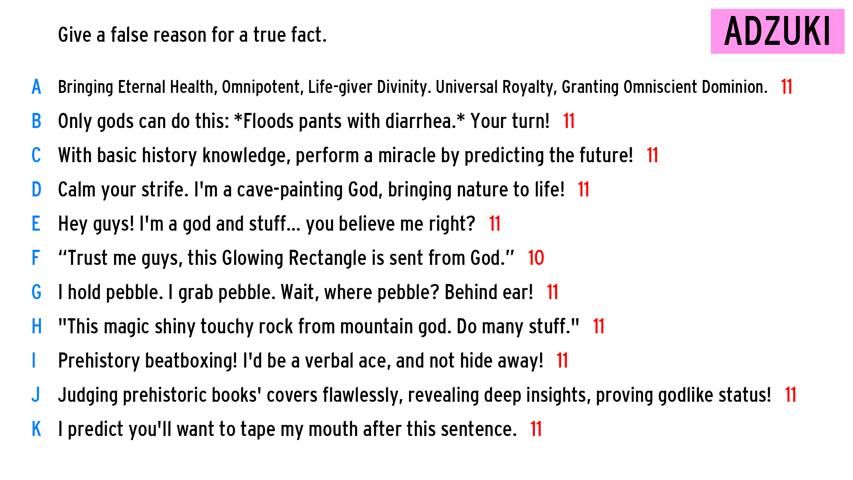 Give a false reason for a true fact.
ADZUKI
A Bringing Eternal Health, Omnipotent, Life-giver Divinity. Universal Royalty, Granting Omniscient Dominion. 11
B Only gods can do this: *Floods pants with diarrhea.* Your turn! 11
C With basic history knowledge, perform a miracle by predicting the future! 11
D Calm your strife. I'm a cave-painting God, bringing nature to life! 11
E Hey guys! I'm a god and stuff... you believe me right? 11
F “Trust me guys, this Glowing Rectangle is sent from God.” 10
G I hold pebble. I grab pebble. Wait, where pebble? Behind ear! 11
H "This magic shiny touchy rock from mountain god. Do many stuff." 11
I Prehistory beatboxing! I'd be a verbal ace, and not hide away! 11
J Judging prehistoric books' covers flawlessly, revealing deep insights, proving godlike status! 11
K I predict you'll want to tape my mouth after this sentence. 11